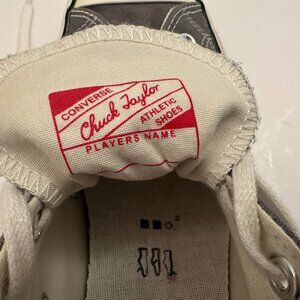 CONVERSE
Chuck Taylor
ATHLETIC
SHOES
PLAYERS NAME